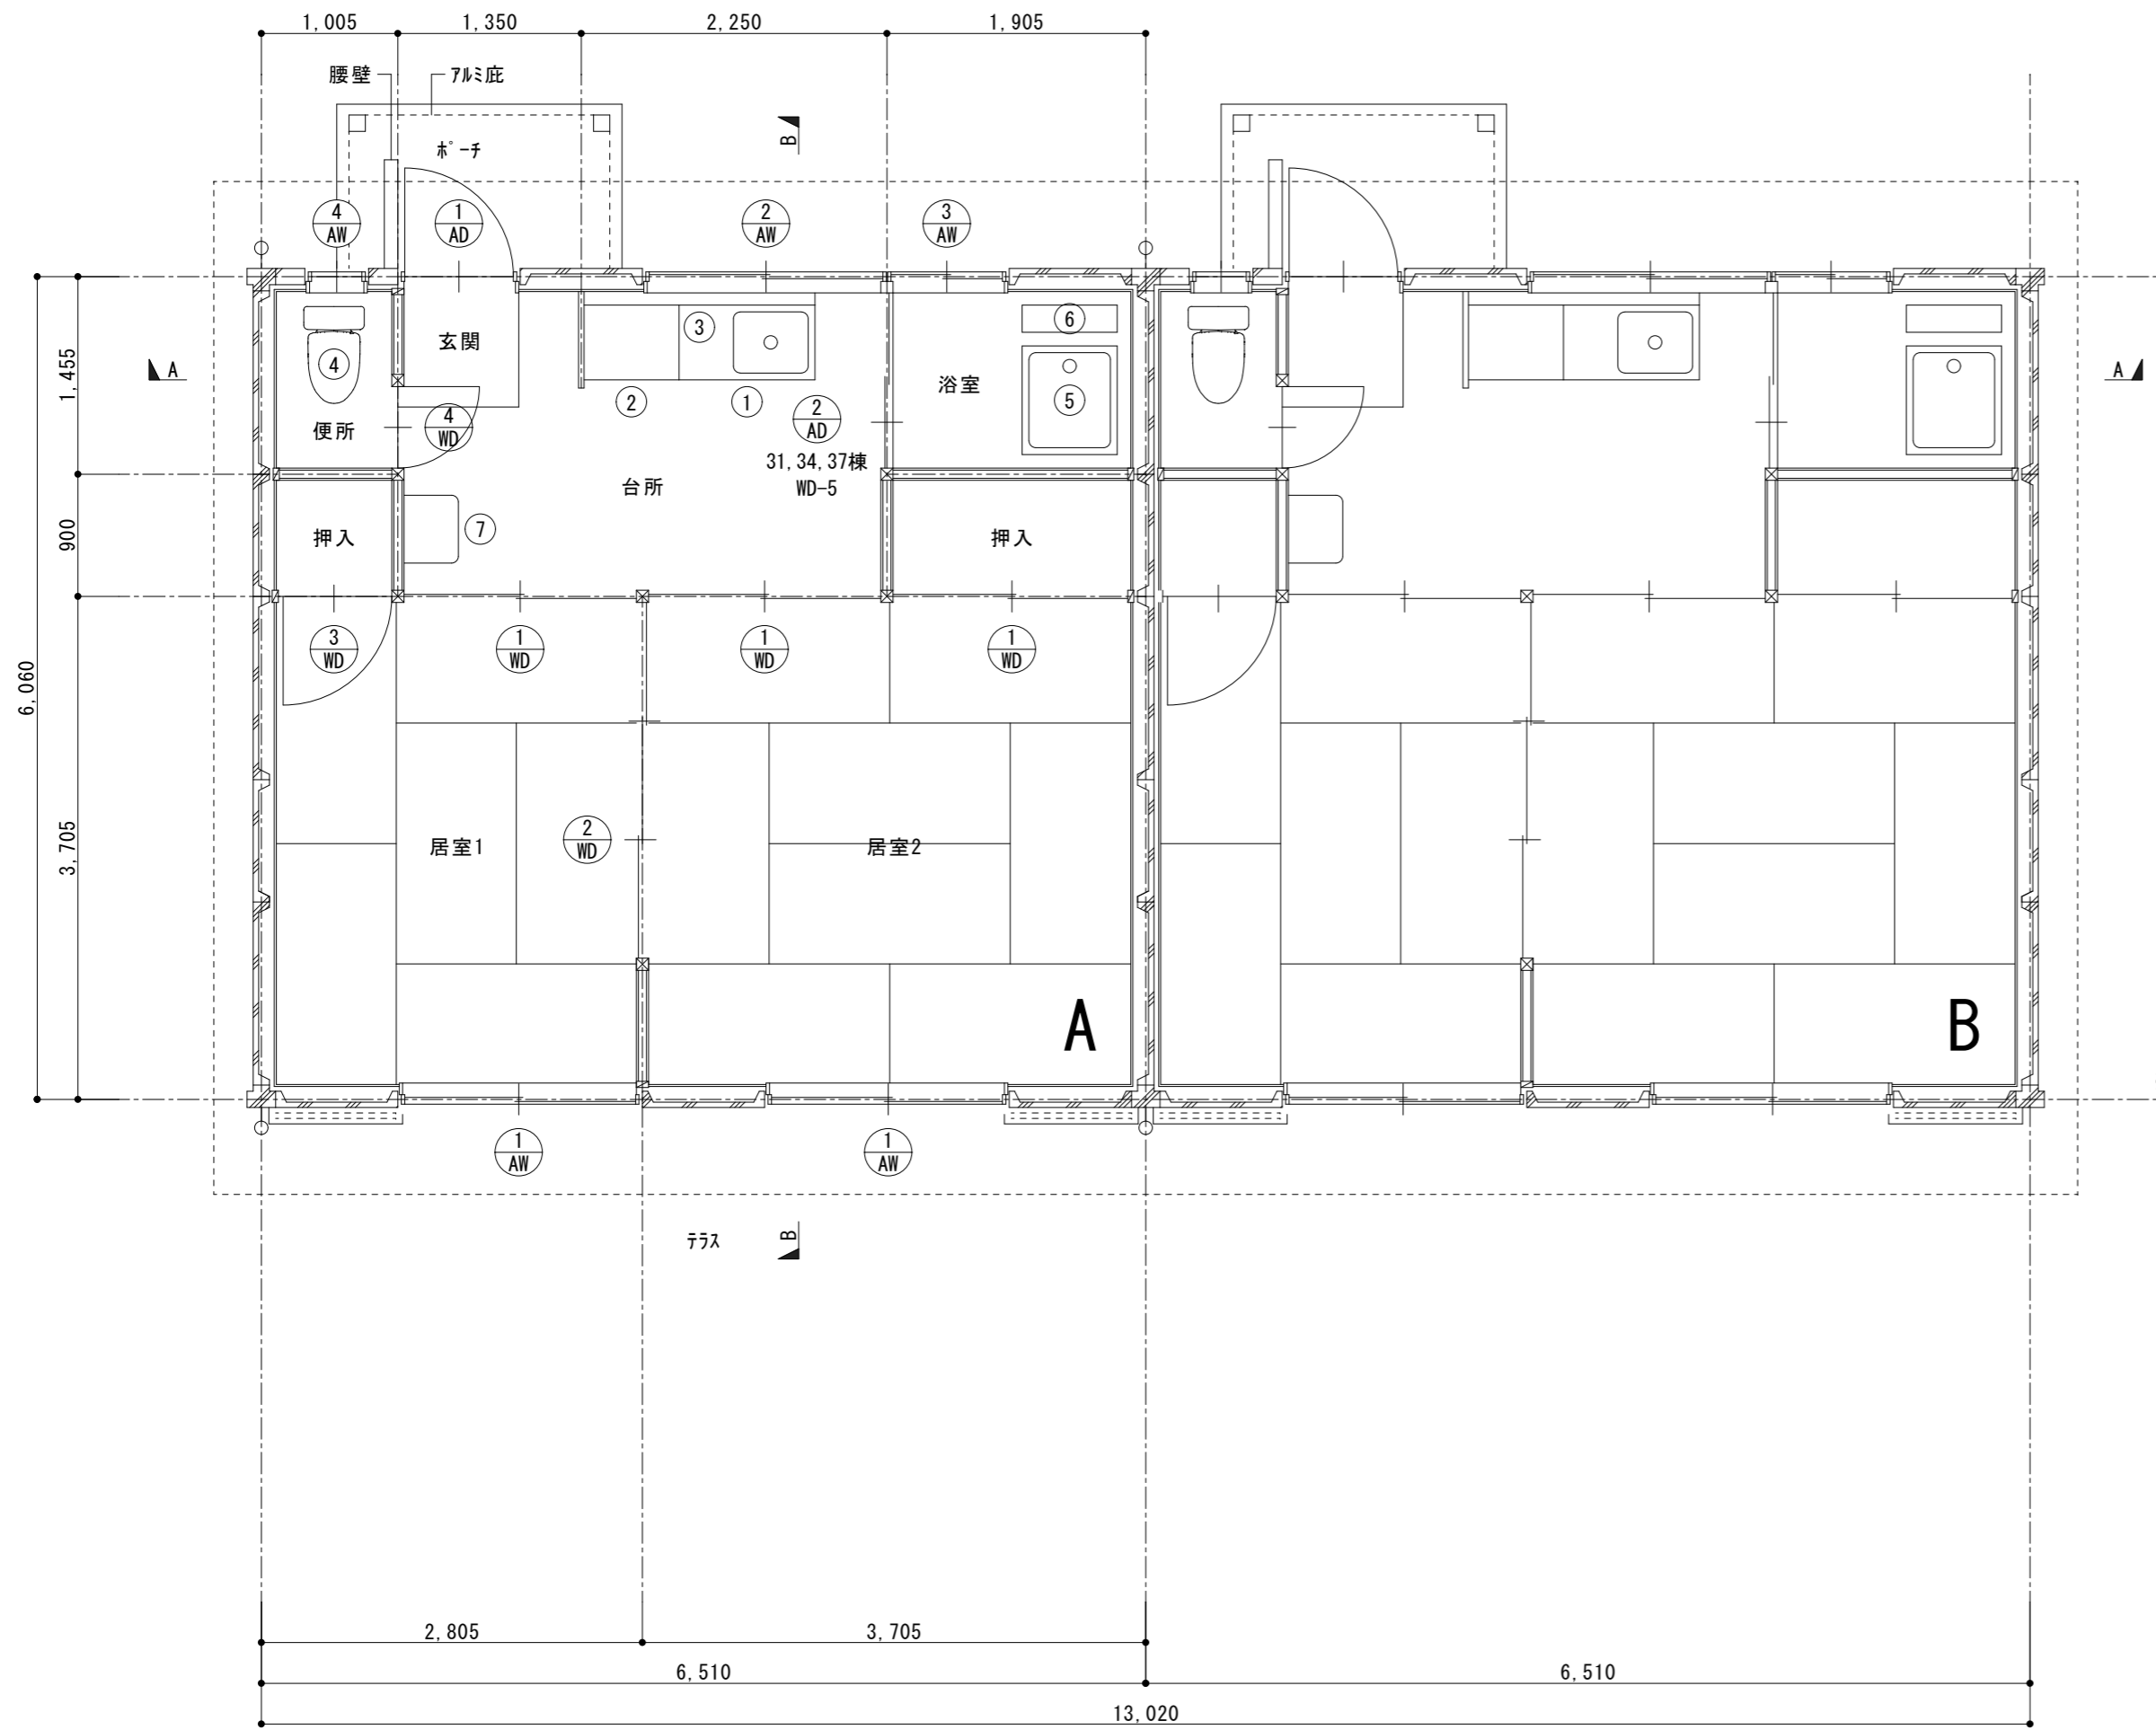 1,005
1,350
2,250
1,905
腰壁
ｱﾙﾐ庇
B
ﾎﾟｰﾁ
4
AW
1
AD
2
AW
3
AW
玄関
3
6
A
A
4
浴室
1,455
2
1
5
2
AD
4
WD
便所
31,34,37棟
WD-5
台所
押入
7
押入
900
3
WD
1
WD
1
WD
1
WD
6,060
3,705
居室1
2
WD
居室2
A
B
1
AW
1
AW
ﾃﾗｽ
B
2,805
3,705
6,510
6,510
13,020